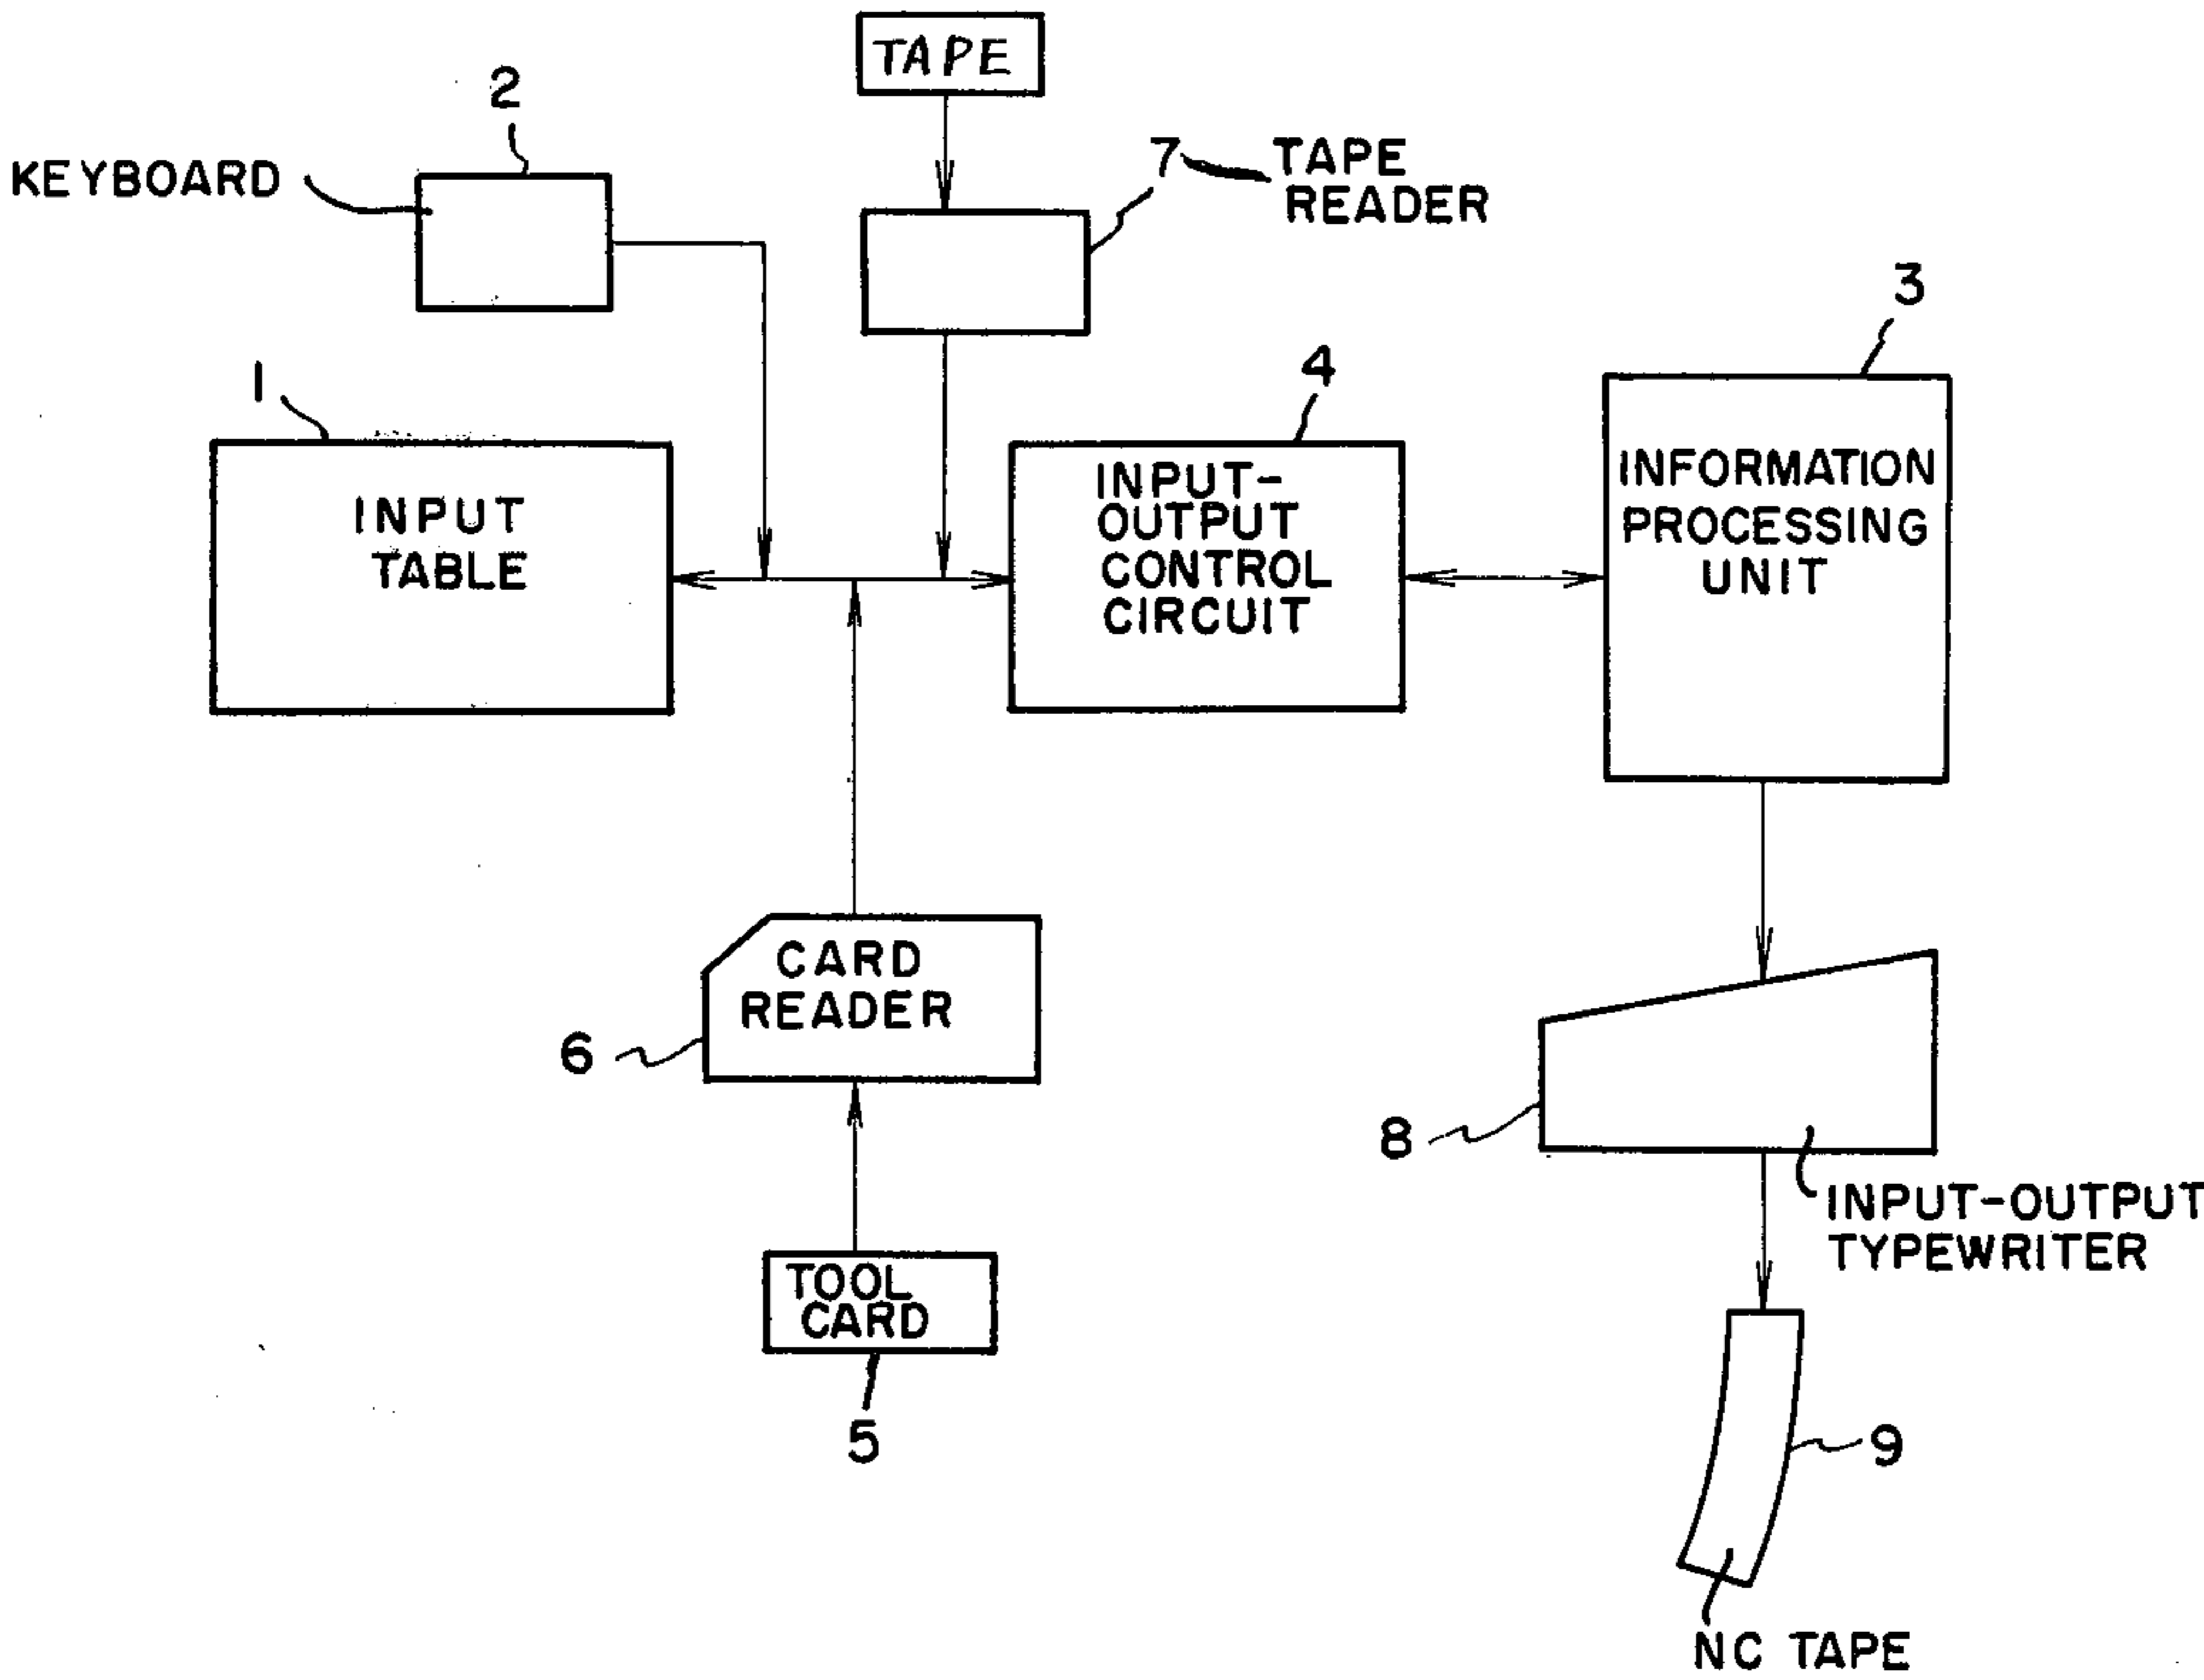 TAPE
2
KEYBOARD
7
TAPE
READER
3
1
4
INPUT
TABLE
INPUT-
OUTPUT
CONTROL
CIRCUIT
INFORMATION
PROCESSING
UNIT
CARD
READER
6
8
INPUT-OUTPUT
TYPEWRITER
TOOL
CARD
5
9
NC TAPE